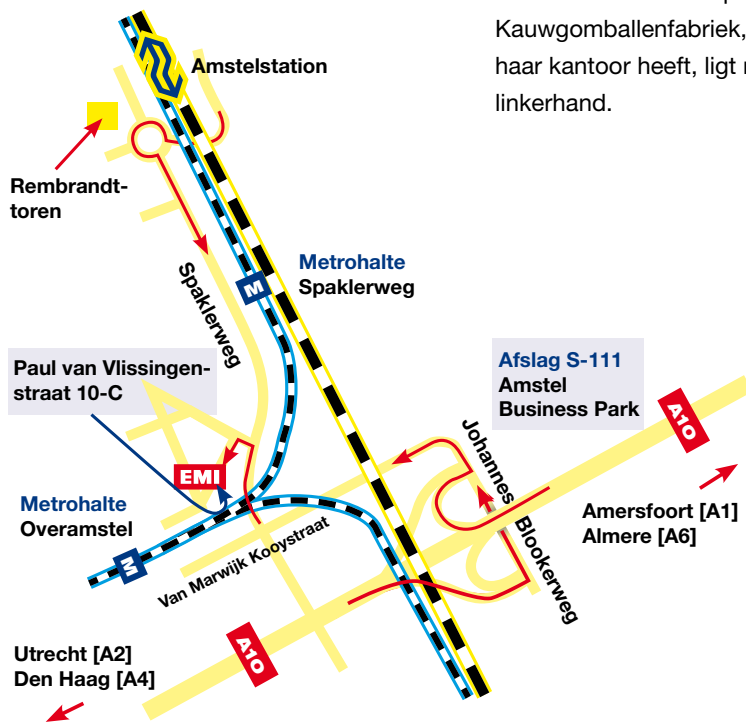 Kauwgomballenfabriek,
haar kantoor heeft, ligt
linkerhand.
Amstelstation
Rembrandt-
toren
Spaklerweg
Metrohalte
Spaklerweg
M
Paul van Vlissingen-
straat 10-C
Afslag S-111
Amstel
Business Park
A10
EMI
Johannes Blookerweg
Metrohalte
Overamstel
M
Van Marwijk Kooystraat
Amersfoort [A1]
Almere [A6]
A10
Utrecht [A2]
Den Haag [A4]